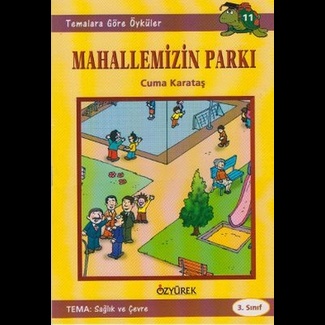 Temalara Göre Öyküler
11
MAHALLEMİZİN PARKI
Cuma Karataş
ÖZYÜREK
TEMA: Sağlık ve Çevre
3. Sınıf